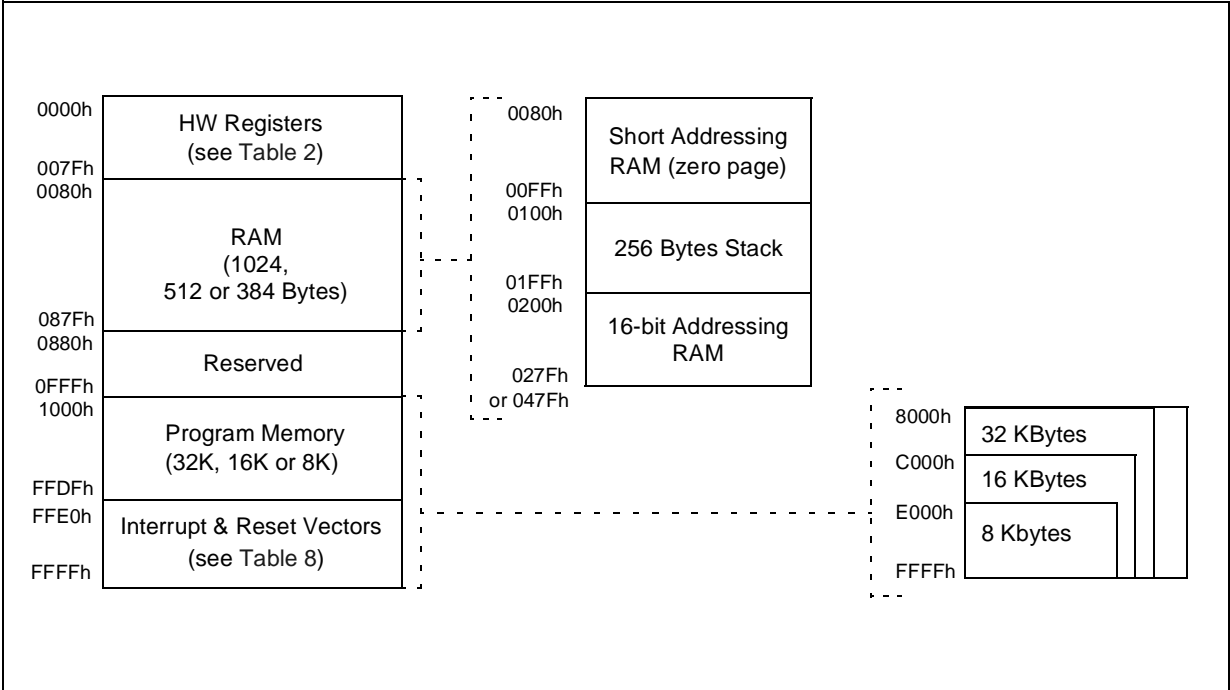 0000h
HW Registers
(see Table 2)
007Fh
0080h
RAM
(1024,
512 or 384 Bytes)
087Fh
0880h
Reserved
0FFFh
1000h
Program Memory
(32K, 16K or 8K)
FFDFh
FFE0h
Interrupt & Reset Vectors
(see Table 8)
FFFFh
0080h
Short Addressing
RAM (zero page)
00FFh
0100h
256 Bytes Stack
01FFh
0200h
16-bit Addressing
RAM
027Fh
or 047Fh
8000h
32 KBytes
C000h
16 KBytes
E000h
8 Kbytes
FFFFh